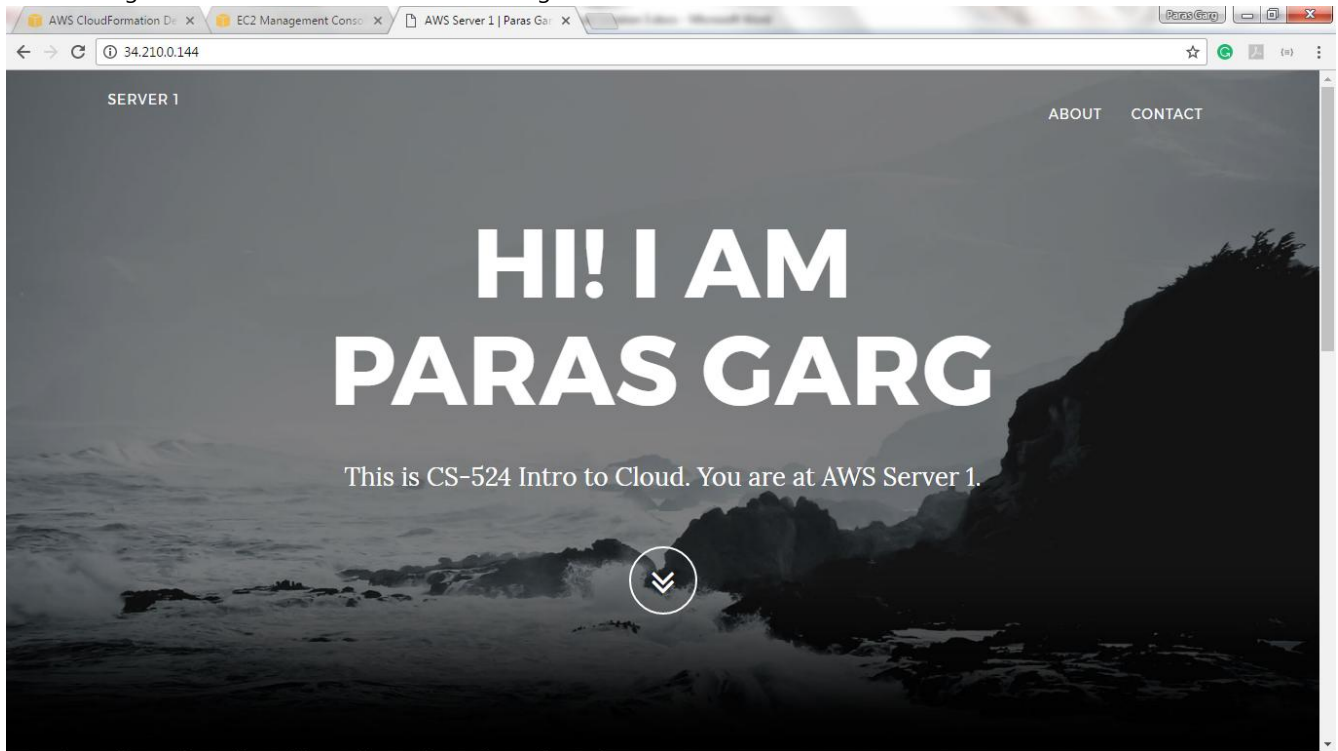 AWS CloudFormation De
EC2 Management Conso
AWS Server 1 | Paras Gar
Paras Garg
34.210.0.144
SERVER 1
ABOUT CONTACT
HI! I AM
PARAS GARG
This is CS-524 Intro to Cloud. You are at AWS Server 1.